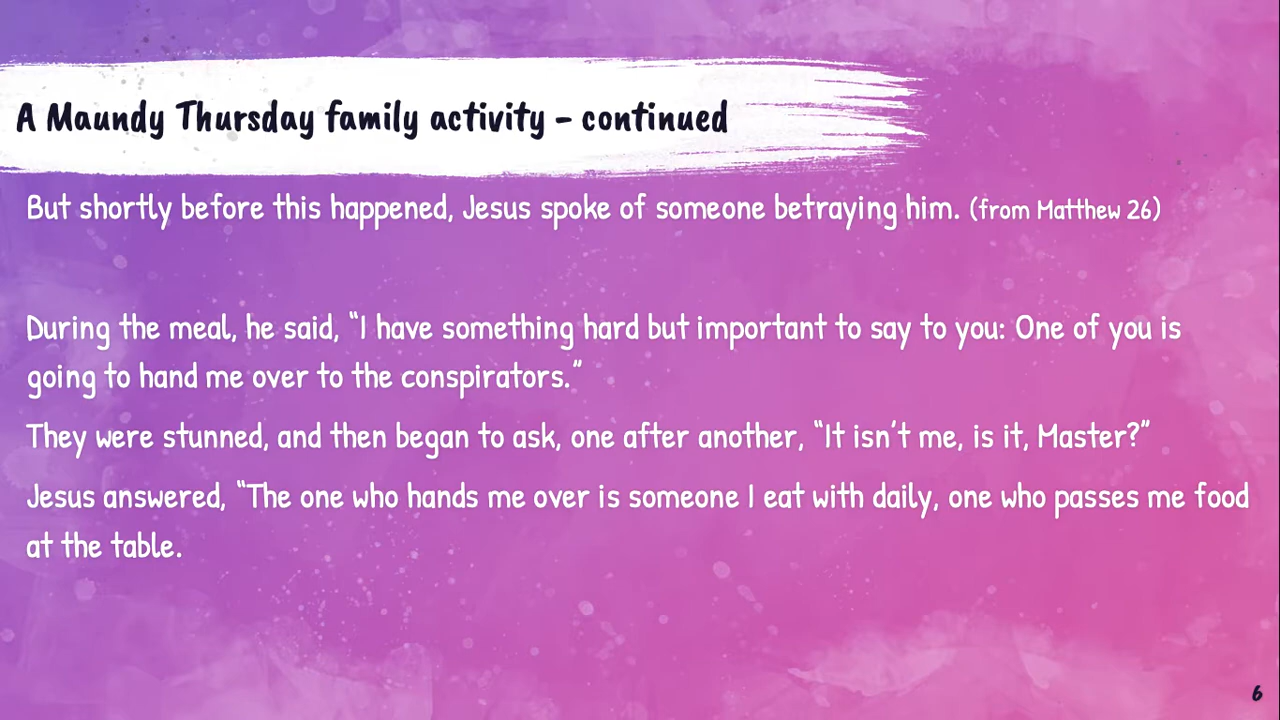 A Maundy Thursday family activity – continued
But shortly before this happened, Jesus spoke of someone betraying him. (from Matthew 26)
During the meal, he said, “I have something hard but important to say to you: One of you is
going to hand me over to the conspirators.”
They were stunned, and then began to ask, one after another, “It isn’t me, is it, Master?”
Jesus answered, “The one who hands me over is someone I eat with daily, one who passes me food
at the table.
6